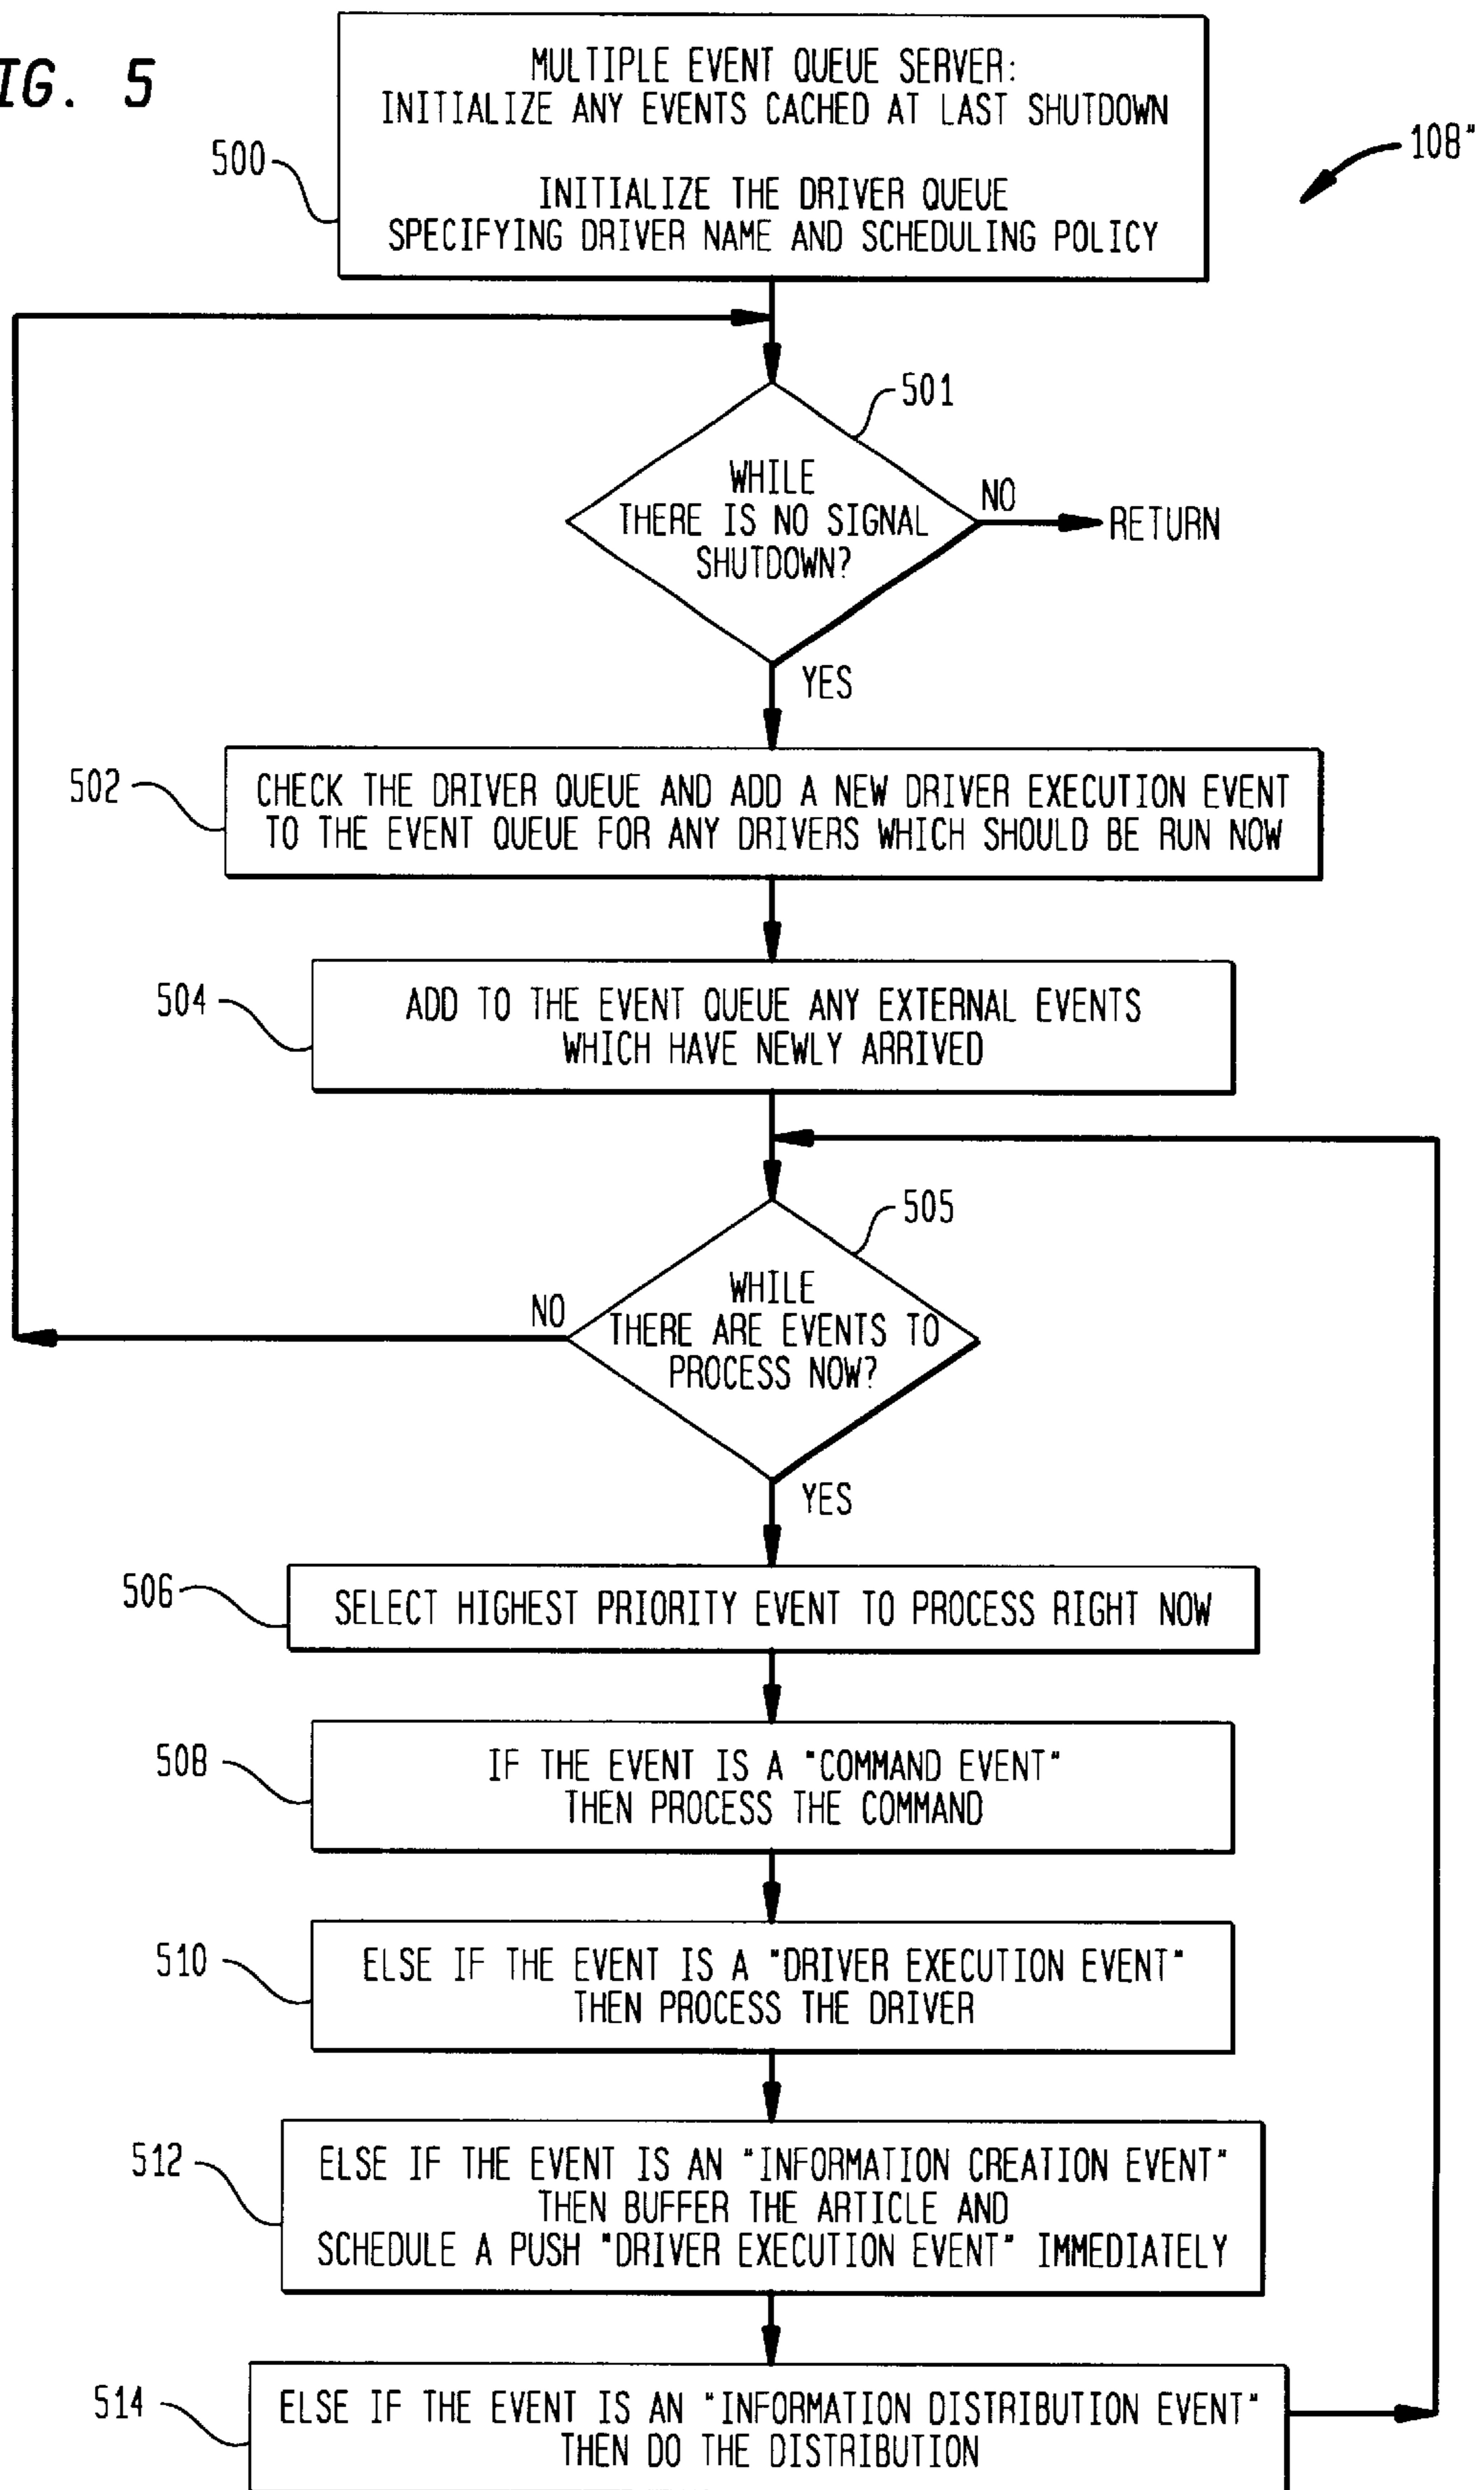 IG. 5
MULTIPLE EVENT QUEUE SERVER:
INITIALIZE ANY EVENTS CACHED AT LAST SHUTDOWN
INITIALIZE THE DRIVER QUEUE
SPECIFYING DRIVER NAME AND SCHEDULING POLICY
500
108"
501
WHILE
THERE IS NO SIGNAL
SHUTDOWN?
NO
RETURN
YES
502
CHECK THE DRIVER QUEUE AND ADD A NEW DRIVER EXECUTION EVENT
TO THE EVENT QUEUE FOR ANY DRIVERS WHICH SHOULD BE RUN NOW
504
ADD TO THE EVENT QUEUE ANY EXTERNAL EVENTS
WHICH HAVE NEWLY ARRIVED
505
WHILE
THERE ARE EVENTS TO
PROCESS NOW?
NO
YES
506
SELECT HIGHEST PRIORITY EVENT TO PROCESS RIGHT NOW
508
IF THE EVENT IS A "COMMAND EVENT"
THEN PROCESS THE COMMAND
510
ELSE IF THE EVENT IS A "DRIVER EXECUTION EVENT"
THEN PROCESS THE DRIVER
512
ELSE IF THE EVENT IS AN "INFORMATION CREATION EVENT"
THEN BUFFER THE ARTICLE AND
SCHEDULE A PUSH "DRIVER EXECUTION EVENT" IMMEDIATELY
514
ELSE IF THE EVENT IS AN "INFORMATION DISTRIBUTION EVENT"
THEN DO THE DISTRIBUTION